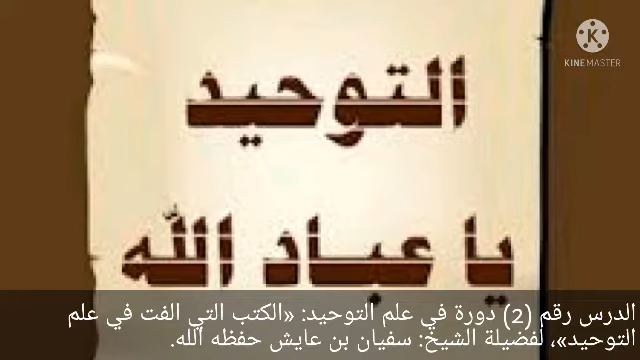 KINEMASTER
التوحيد
يا عباد الله
الدرس رقم (2) دورة في علم التوحيد: «الكتب التي الفت في علم
التوحيد»، لفضيلة الشيخ: سفيان بن عايش حفظه الله.